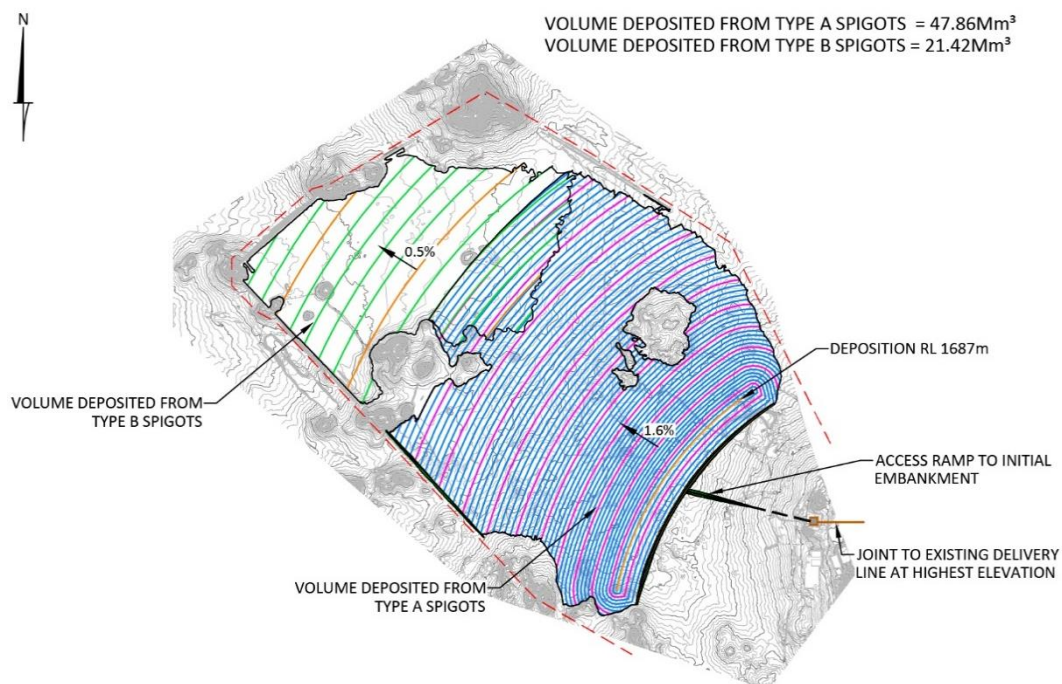 N
VOLUME DEPOSITED FROM TYPE A SPIGOTS = 47.86Mm³
VOLUME DEPOSITED FROM TYPE B SPIGOTS = 21.42Mm³
0.5%
DEPOSITION RL 1687m
VOLUME DEPOSITED FROM
TYPE B SPIGOTS
1.6%
ACCESS RAMP TO INITIAL
EMBANKMENT
JOINT TO EXISTING DELIVERY
LINE AT HIGHEST ELEVATION
VOLUME DEPOSITED FROM
TYPE A SPIGOTS